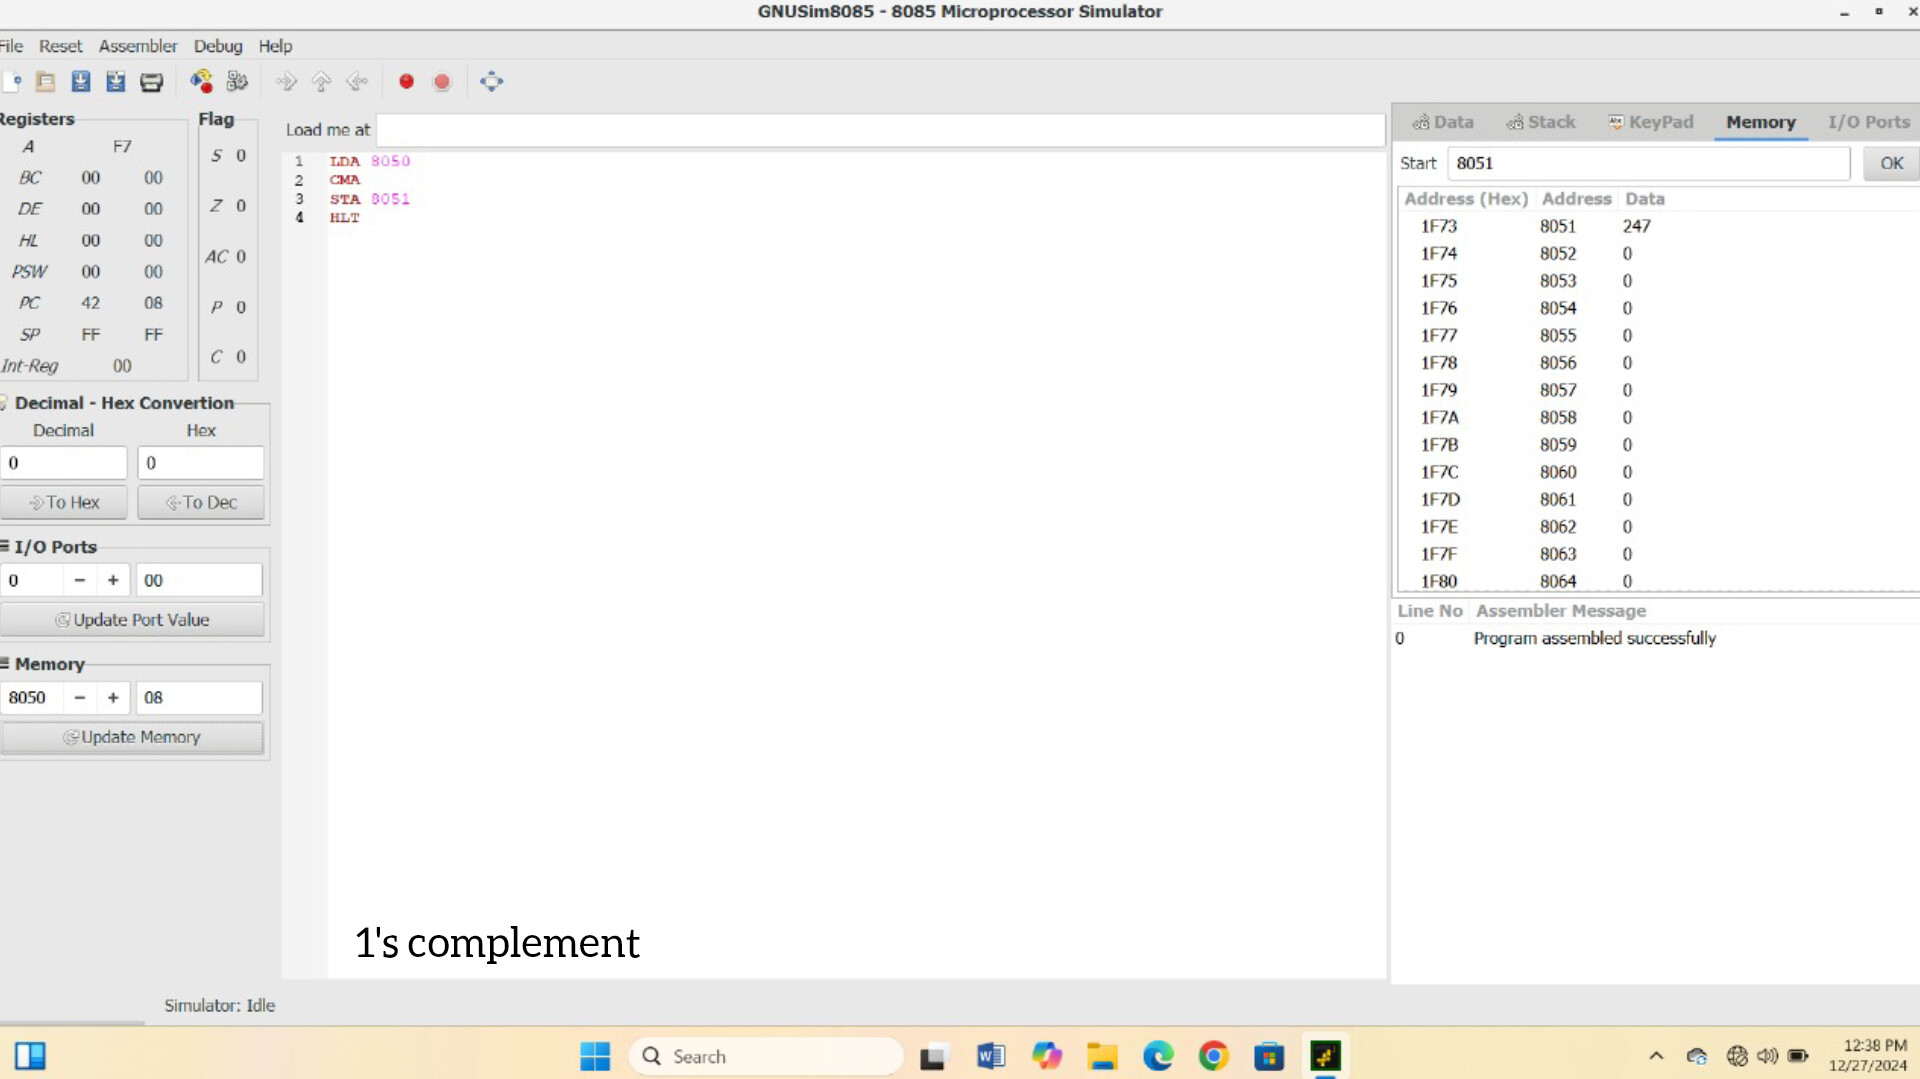 GNUSim8085 - 8085 Microprocessor Simulator
File Reset Assembler Debug Help
Registers
A F7
BC 00 00
DE 00 00
HL 00 00
PSW 00 00
PC 42 08
SP FF FF
Int-Reg 00
Flag
S 0
Z 0
AC 0
P 0
C 0
Decimal - Hex Convertion
Decimal Hex
0 0
To Hex To Dec
I/O Ports
0 - + 00
Update Port Value
Memory
8050 - + 08
Update Memory
Load me at
1 LDA 8050
2 CMA
3 STA 8051
4 HLT
1's complement
Data Stack KeyPad Memory I/O Ports
Start 8051 OK
Address (Hex) Address Data
1F73 8051 247
1F74 8052 0
1F75 8053 0
1F76 8054 0
1F77 8055 0
1F78 8056 0
1F79 8057 0
1F7A 8058 0
1F7B 8059 0
1F7C 8060 0
1F7D 8061 0
1F7E 8062 0
1F7F 8063 0
1F80 8064 0
Line No Assembler Message
0 Program assembled successfully
Simulator: Idle
Search
12:38 PM
12/27/2024